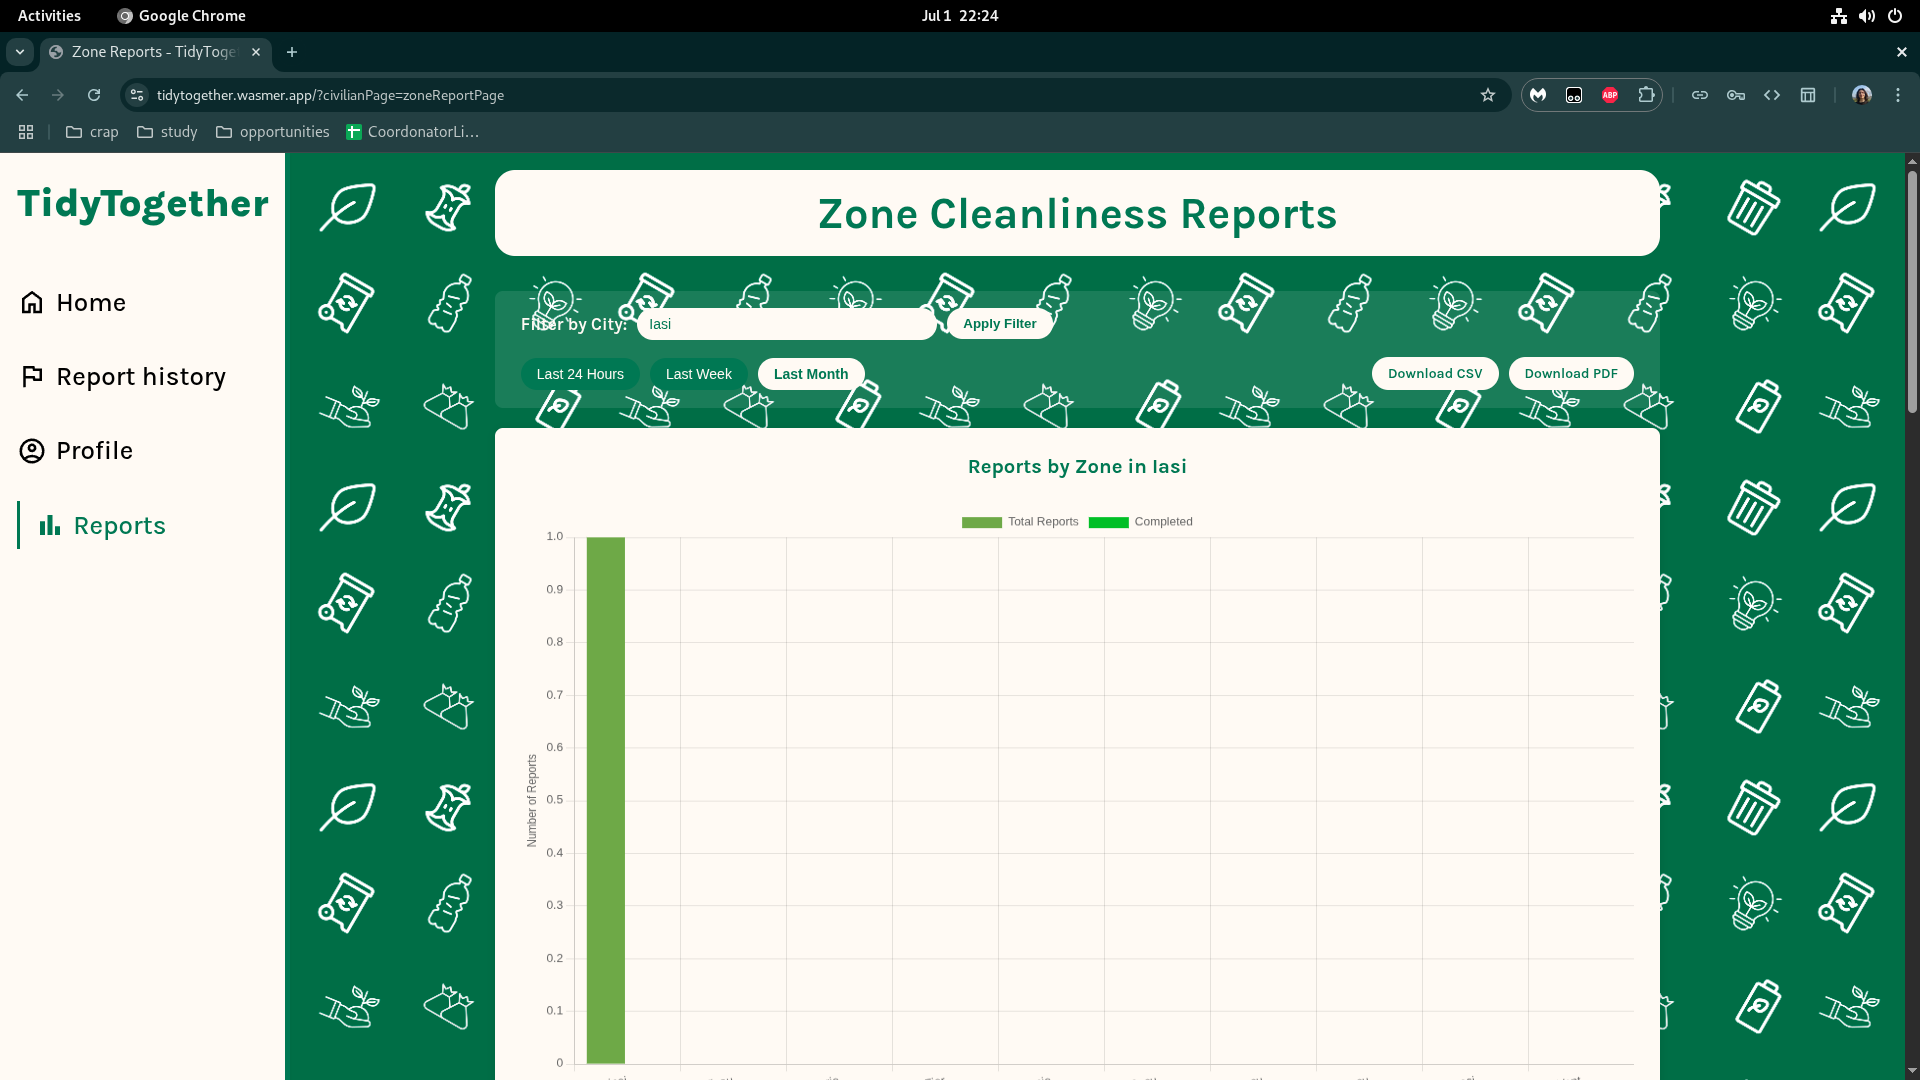 Activities Google Chrome Jul 1 22:24
Zone Reports - TidyToge
tidytogether.wasmer.app/?civilianPage=zoneReportPage ABP
crap study opportunities CoordonatorLi...
TidyTogether
Home
Report history
Profile
Reports
Zone Cleanliness Reports
Filter by City: Iasi Apply Filter
Last 24 Hours Last Week Last Month Download CSV Download PDF
Reports by Zone in Iasi
Total Reports Completed
Number of Reports
1.0
0.9
0.8
0.7
0.6
0.5
0.4
0.3
0.2
0.1
0